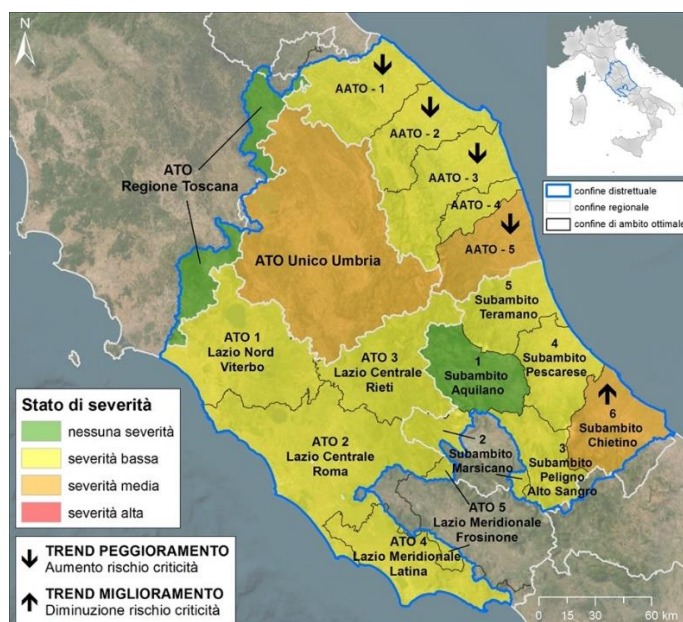 N
AATO - 1
AATO - 2
AATO - 3
AATO - 4
AATO - 5
ATO
Regione Toscana
ATO Unico Umbria
confine distrettuale
confine regionale
confine di ambito ottimale
5
Subambito
Teramano
ATO 1
Lazio Nord
Viterbo
ATO 3
Lazio Centrale
Rieti
1
Subambito
Aquilano
4
Subambito
Pescarese
6
Subambito
Chietino
ATO 2
Lazio Centrale
Roma
2
Subambito
Marsicano
3
Subambito
Peligno
Alto Sangro
ATO 5
Lazio Meridionale
Frosinone
ATO 4
Lazio Meridionale
Latina
Stato di severità
nessuna severità
severità bassa
severità media
severità alta
TREND PEGGIORAMENTO
Aumento rischio criticità
TREND MIGLIORAMENTO
Diminuzione rischio criticità
0 30 60
km